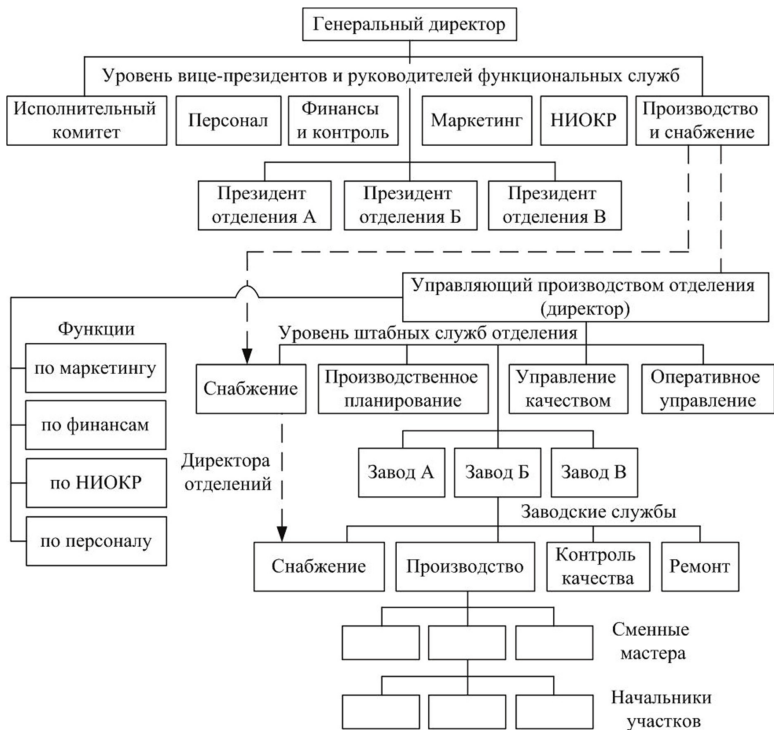 Генеральный директор
Уровень вице-президентов и руководителей функциональных служб
Исполнительный
комитет
Персонал
Финансы
и контроль
Маркетинг
НИОКР
Производство
и снабжение
Президент
отделения А
Президент
отделения Б
Президент
отделения В
Управляющий производством отделения
(директор)
Функции
по маркетингу
по финансам
по НИОКР
по персоналу
Уровень штабных служб отделения
Снабжение
Производственное
планирование
Управление
качеством
Оперативное
управление
Директора
отделений
Завод А
Завод Б
Завод В
Заводские службы
Снабжение
Производство
Контроль
качества
Ремонт
Сменные
мастера
Начальники
участков